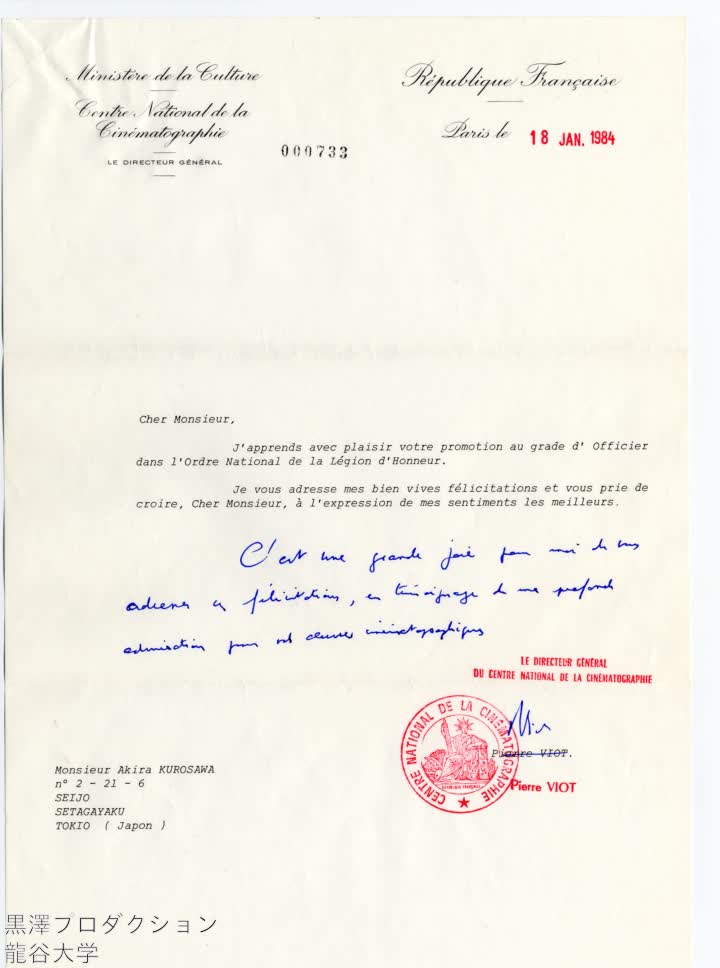 Ministère de la Culture
Centre National de la
Cinématographie
LE DIRECTEUR GÉNÉRAL
000733
République Française
Paris le 18 JAN. 1984
Cher Monsieur,
J'apprends avec plaisir votre promotion au grade d' Officier
dans l'Ordre National de la Légion d'Honneur.
Je vous adresse mes bien vives félicitations et vous prie de
croire, Cher Monsieur, à l'expression de mes sentiments les meilleurs.
C'est une grande joie pour moi de vous
adresser ces félicitations, en témoignage de ma profonde
admiration pour vos œuvres cinématographiques
LE DIRECTEUR GÉNÉRAL
DU CENTRE NATIONAL DE LA CINÉMATOGRAPHIE
CENTRE NATIONAL DE LA CINEMATOGRAPHIE
RÉPUBLIQUE FRANÇAISE
Pierre VIOT.
Pierre VIOT
Monsieur Akira KUROSAWA
n° 2 - 21 - 6
SEIJO
SETAGAYAKU
TOKIO ( Japon )
黒澤プロダクション
龍谷大学